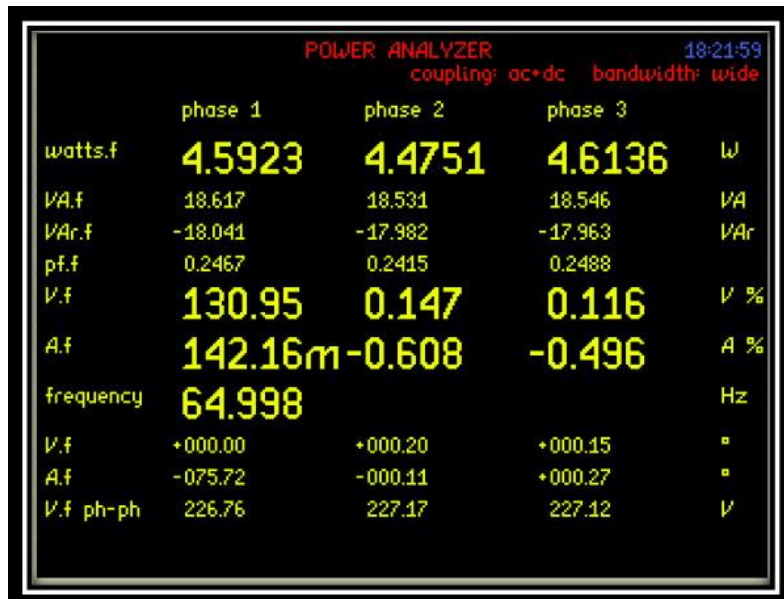 POWER ANALYZER 18:21:59
coupling: ac+dc bandwidth: wide
phase 1 phase 2 phase 3
watts.f 4.5923 4.4751 4.6136 W
VA.f 18.617 18.531 18.546 VA
VAr.f -18.041 -17.982 -17.963 VAr
pf.f 0.2467 0.2415 0.2488
V.f 130.95 0.147 0.116 V %
A.f 142.16m -0.608 -0.496 A %
frequency 64.998 Hz
V.f +000.00 +000.20 +000.15 °
A.f -075.72 -000.11 +000.27 °
V.f ph-ph 226.76 227.17 227.12 V